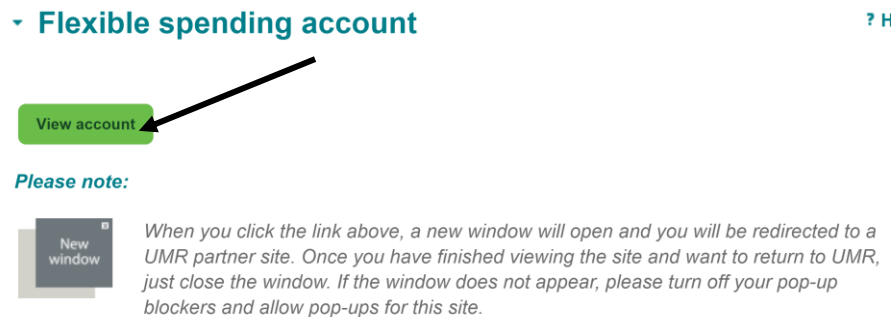 Flexible spending account
? H
View account
Please note:
New
window
When you click the link above, a new window will open and you will be redirected to a
UMR partner site. Once you have finished viewing the site and want to return to UMR,
just close the window. If the window does not appear, please turn off your pop-up
blockers and allow pop-ups for this site.